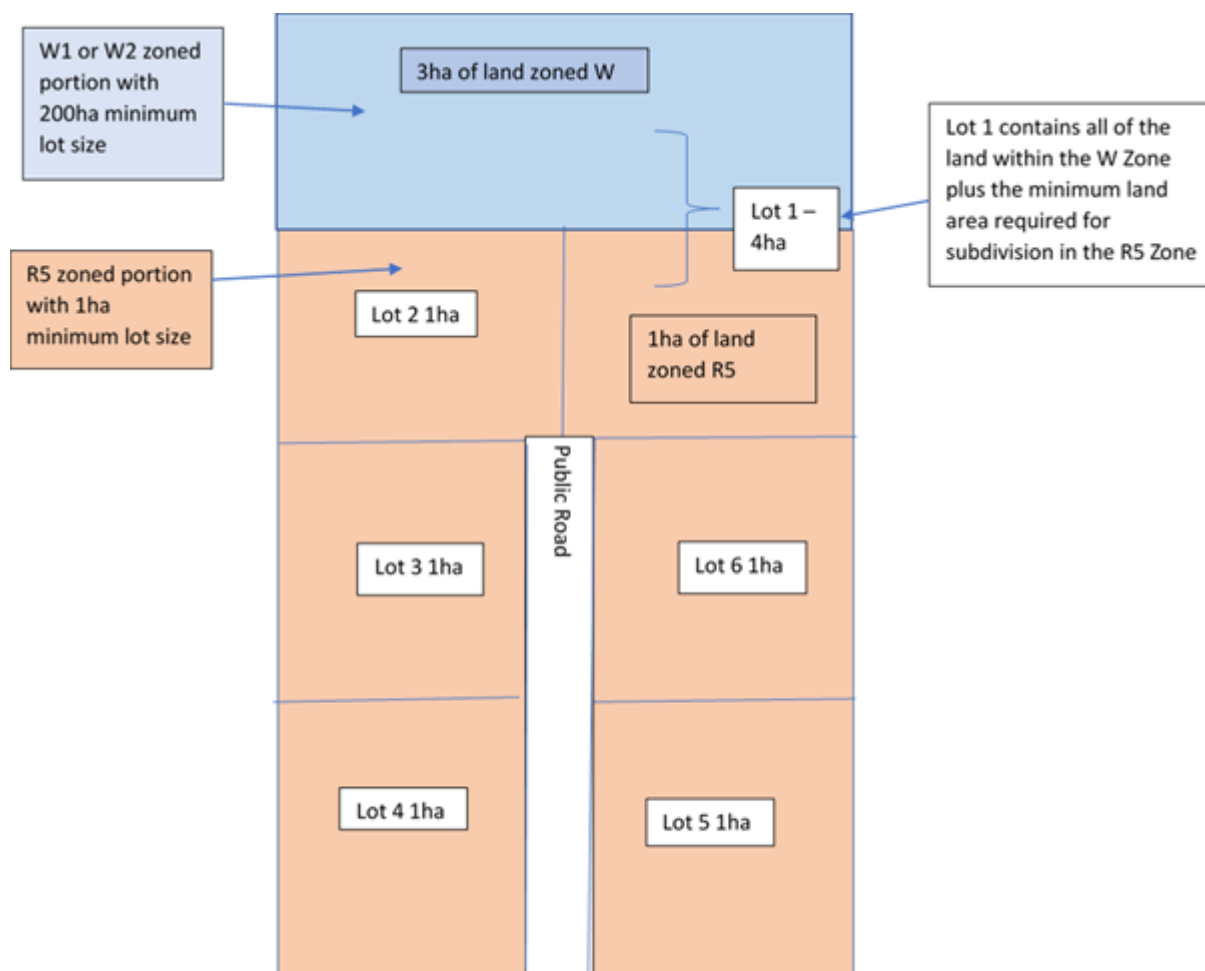 W1 or W2 zoned
portion with
200ha minimum
lot size
3ha of land zoned W
Lot 1 contains all of the
land within the W Zone
plus the minimum land
area required for
subdivision in the R5 Zone
Lot 1 –
4ha
R5 zoned portion
with 1ha
minimum lot size
Lot 2 1ha
1ha of land
zoned R5
Public Road
Lot 3 1ha
Lot 6 1ha
Lot 4 1ha
Lot 5 1ha